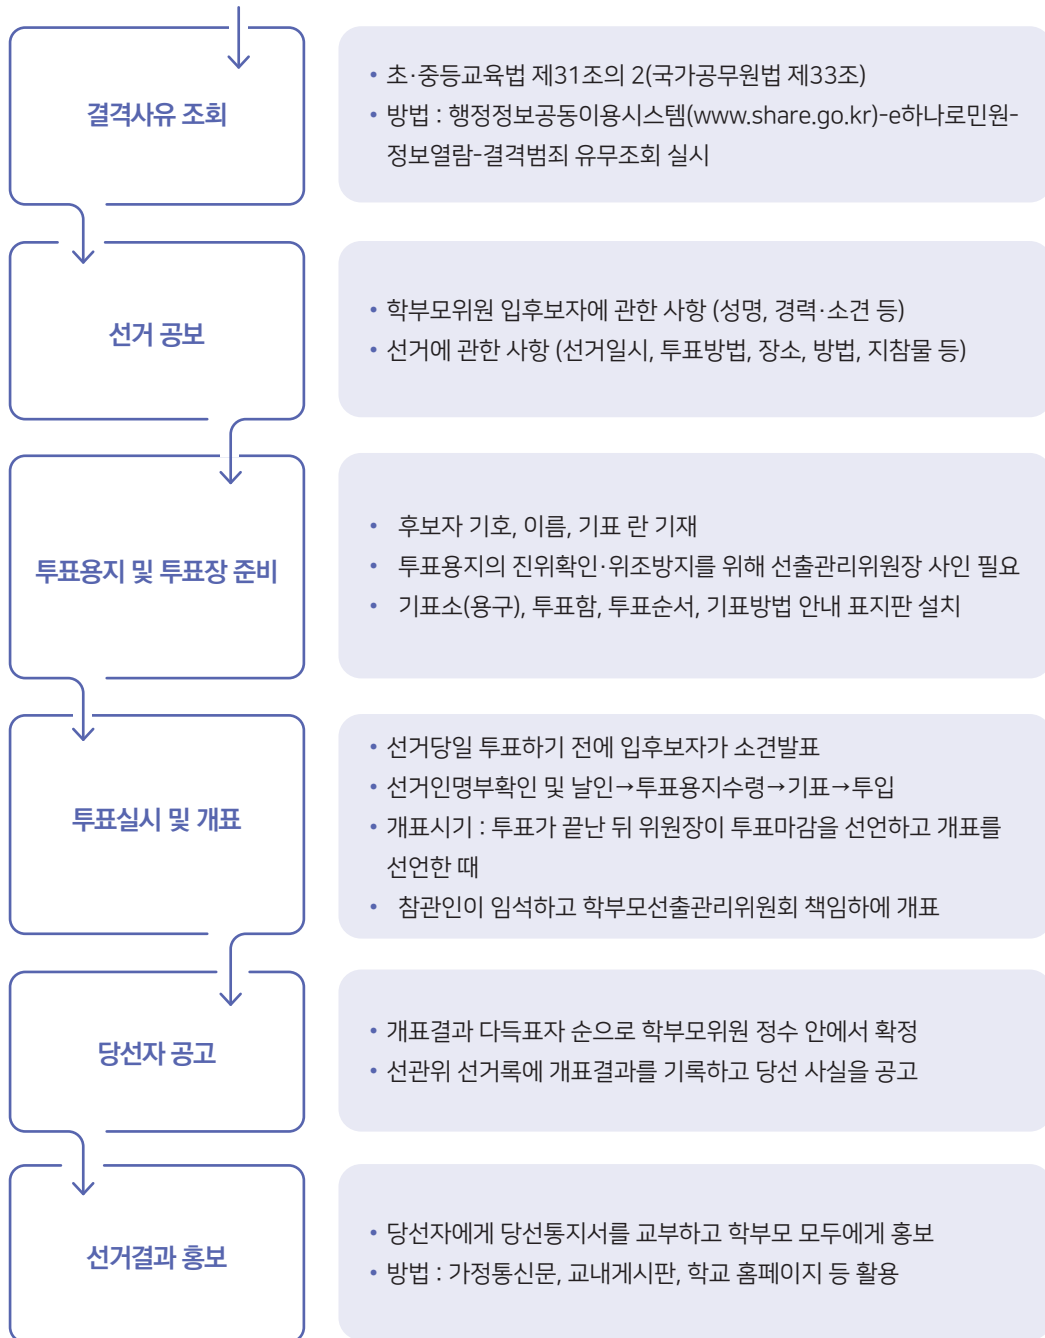 결격사유 조회
• 초·중등교육법 제31조의 2(국가공무원법 제33조)
• 방법 : 행정정보공동이용시스템(www.share.go.kr)-e하나로민원-
정보열람-결격범죄 유무조회 실시
선거 공보
• 학부모위원 입후보자에 관한 사항 (성명, 경력·소견 등)
• 선거에 관한 사항 (선거일시, 투표방법, 장소, 방법, 지참물 등)
투표용지 및 투표장 준비
• 후보자 기호, 이름, 기표 란 기재
• 투표용지의 진위확인·위조방지를 위해 선출관리위원장 사인 필요
• 기표소(용구), 투표함, 투표순서, 기표방법 안내 표지판 설치
투표실시 및 개표
• 선거당일 투표하기 전에 입후보자가 소견발표
• 선거인명부확인 및 날인→투표용지수령→기표→투입
• 개표시기 : 투표가 끝난 뒤 위원장이 투표마감을 선언하고 개표를
선언한 때
• 참관인이 임석하고 학부모선출관리위원회 책임하에 개표
당선자 공고
• 개표결과 다득표자 순으로 학부모위원 정수 안에서 확정
• 선관위 선거록에 개표결과를 기록하고 당선 사실을 공고
선거결과 홍보
• 당선자에게 당선통지서를 교부하고 학부모 모두에게 홍보
• 방법 : 가정통신문, 교내게시판, 학교 홈페이지 등 활용